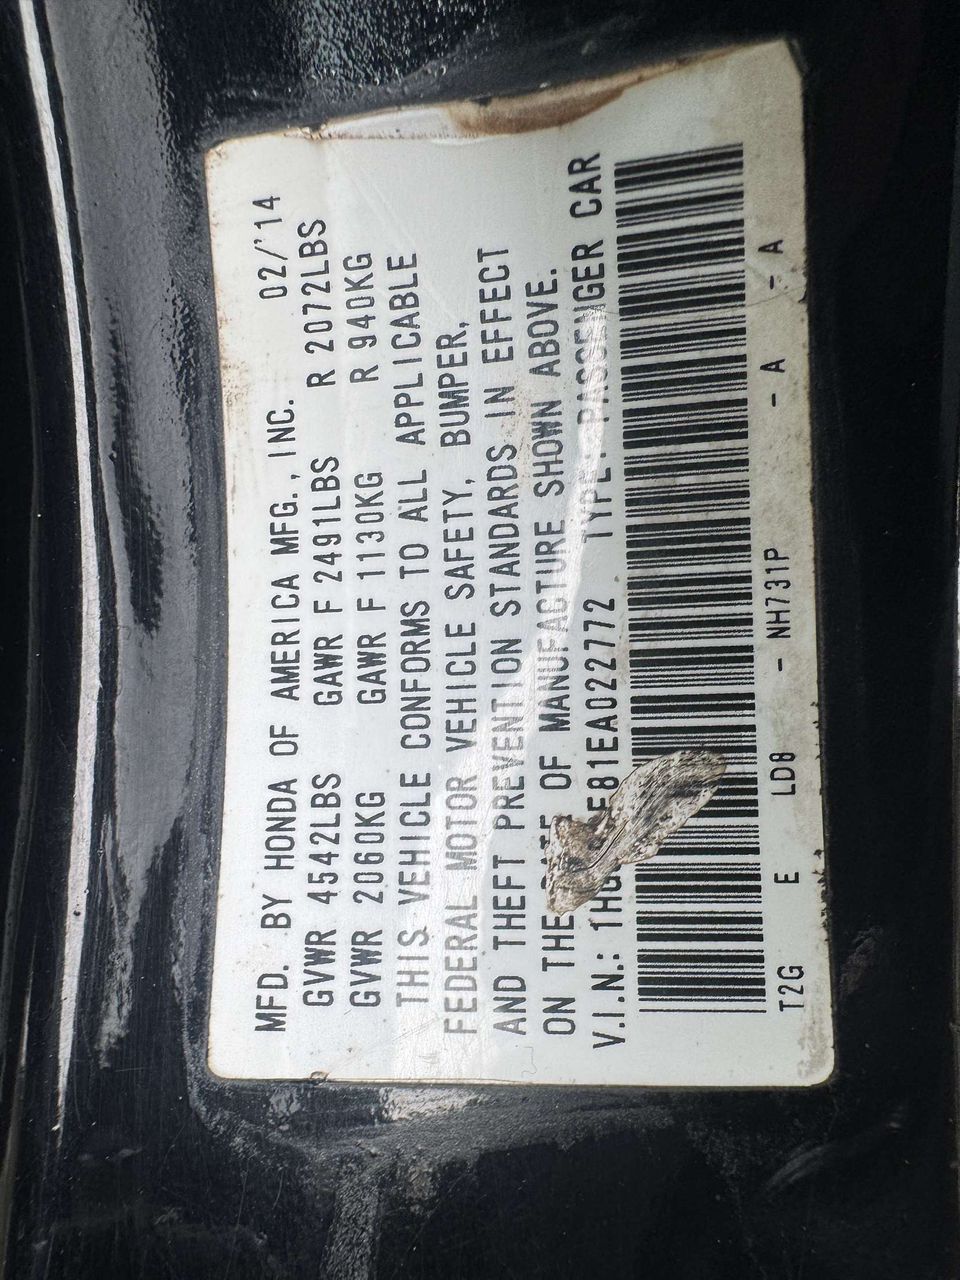 MFD. BY HONDA OF AMERICA MFG., INC. 02/'14
GVWR 4542LBS GAWR F 2491LBS R 2072LBS
GVWR 2060KG GAWR F 1130KG R 940KG
THIS VEHICLE CONFORMS TO ALL APPLICABLE
FEDERAL MOTOR VEHICLE SAFETY, BUMPER,
AND THEFT PREVENTION STANDARDS IN EFFECT
ON THE OF MANUFACTURE SHOWN ABOVE.
V.I.N.: TYPE: PASSENGER CAR
T2G E LD8 - NH731P - A - A